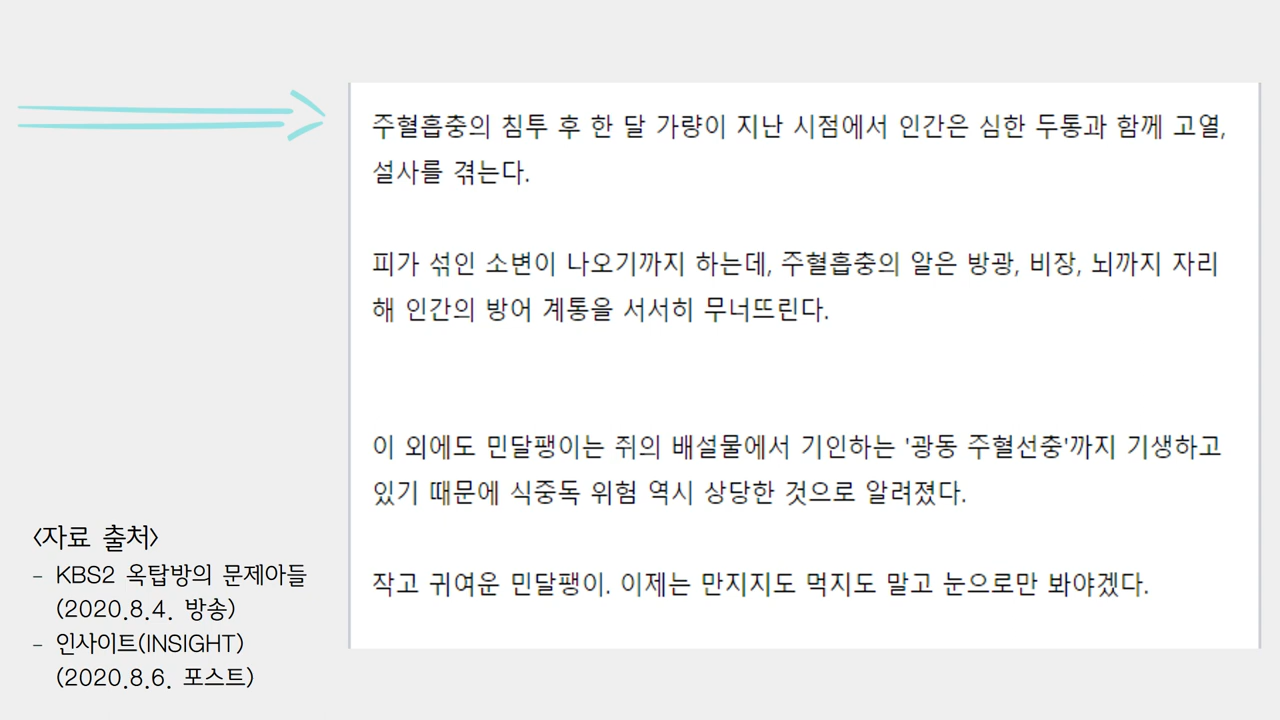 주혈흡충의 침투 후 한 달 가량이 지난 시점에서 인간은 심한 두통과 함께 고열,
설사를 겪는다.
피가 섞인 소변이 나오기까지 하는데, 주혈흡충의 알은 방광, 비장, 뇌까지 자리
해 인간의 방어 계통을 서서히 무너뜨린다.
이 외에도 민달팽이는 쥐의 배설물에서 기인하는 '광동 주혈선충'까지 기생하고
있기 때문에 식중독 위험 역시 상당한 것으로 알려졌다.
작고 귀여운 민달팽이. 이제는 만지지도 먹지도 말고 눈으로만 봐야겠다.
<자료 출처>
- KBS2 옥탑방의 문제아들
(2020.8.4. 방송)
- 인사이트(INSIGHT)
(2020.8.6. 포스트)